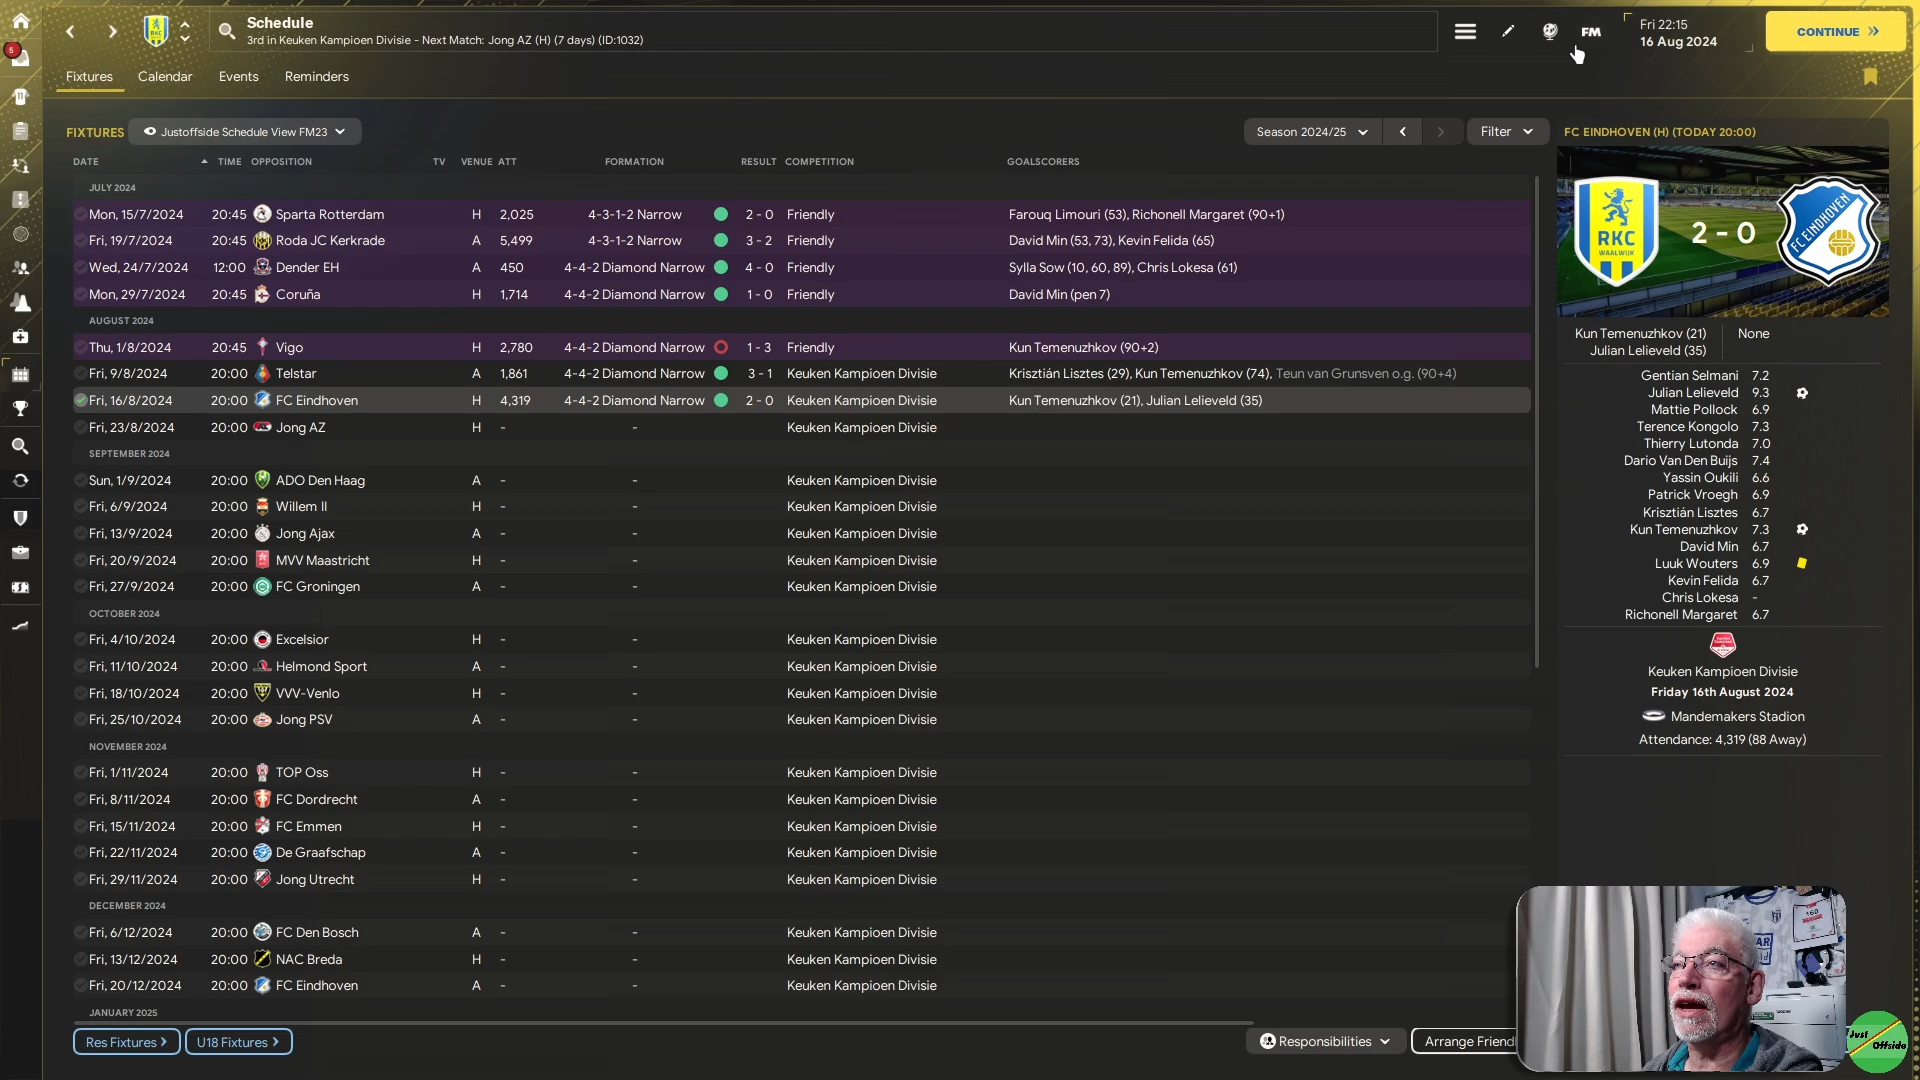 Schedule
3rd in Keuken Kampioen Divisie - Next Match: Jong AZ (H) (7 days) (ID:1032)
FM
Fri 22:15
16 Aug 2024
CONTINUE
5
Fixtures Calendar Events Reminders
FIXTURES Justoffside Schedule View FM23
Season 2024/25 Filter
DATE TIME OPPOSITION TV VENUE ATT FORMATION RESULT COMPETITION GOALSCORERS
JULY 2024
Mon, 15/7/2024 20:45 Sparta Rotterdam H 2,025 4-3-1-2 Narrow 2 - 0 Friendly Farouq Limouri (53), Richonell Margaret (90+1)
Fri, 19/7/2024 20:45 Roda JC Kerkrade A 5,499 4-3-1-2 Narrow 3 - 2 Friendly David Min (53, 73), Kevin Felida (65)
Wed, 24/7/2024 12:00 Dender EH A 450 4-4-2 Diamond Narrow 4 - 0 Friendly Sylla Sow (10, 60, 89), Chris Lokesa (61)
Mon, 29/7/2024 20:45 Coruña H 1,714 4-4-2 Diamond Narrow 1 - 0 Friendly David Min (pen 7)
AUGUST 2024
Thu, 1/8/2024 20:45 Vigo H 2,780 4-4-2 Diamond Narrow 1 - 3 Friendly Kun Temenuzhkov (90+2)
Fri, 9/8/2024 20:00 Telstar A 1,861 4-4-2 Diamond Narrow 3 - 1 Keuken Kampioen Divisie Krisztián Lisztes (29), Kun Temenuzhkov (74), Teun van Grunsven o.g. (90+4)
Fri, 16/8/2024 20:00 FC Eindhoven H 4,319 4-4-2 Diamond Narrow 2 - 0 Keuken Kampioen Divisie Kun Temenuzhkov (21), Julian Lelieveld (35)
Fri, 23/8/2024 20:00 Jong AZ H - - Keuken Kampioen Divisie
SEPTEMBER 2024
Sun, 1/9/2024 20:00 ADO Den Haag A - - Keuken Kampioen Divisie
Fri, 6/9/2024 20:00 Willem II H - - Keuken Kampioen Divisie
Fri, 13/9/2024 20:00 Jong Ajax A - - Keuken Kampioen Divisie
Fri, 20/9/2024 20:00 MVV Maastricht H - - Keuken Kampioen Divisie
Fri, 27/9/2024 20:00 FC Groningen A - - Keuken Kampioen Divisie
OCTOBER 2024
Fri, 4/10/2024 20:00 Excelsior H - - Keuken Kampioen Divisie
Fri, 11/10/2024 20:00 Helmond Sport A - - Keuken Kampioen Divisie
Fri, 18/10/2024 20:00 VVV-Venlo H - - Keuken Kampioen Divisie
Fri, 25/10/2024 20:00 Jong PSV A - - Keuken Kampioen Divisie
NOVEMBER 2024
Fri, 1/11/2024 20:00 TOP Oss H - - Keuken Kampioen Divisie
Fri, 8/11/2024 20:00 FC Dordrecht A - - Keuken Kampioen Divisie
Fri, 15/11/2024 20:00 FC Emmen H - - Keuken Kampioen Divisie
Fri, 22/11/2024 20:00 De Graafschap A - - Keuken Kampioen Divisie
Fri, 29/11/2024 20:00 Jong Utrecht H - - Keuken Kampioen Divisie
DECEMBER 2024
Fri, 6/12/2024 20:00 FC Den Bosch A - - Keuken Kampioen Divisie
Fri, 13/12/2024 20:00 NAC Breda H - - Keuken Kampioen Divisie
Fri, 20/12/2024 20:00 FC Eindhoven A - - Keuken Kampioen Divisie
JANUARY 2025
Res Fixtures U18 Fixtures Responsibilities Arrange Friend
FC EINDHOVEN (H) (TODAY 20:00)
RKC
WAALWIJK
2 - 0
FC EINDHOVEN
Kun Temenuzhkov (21) None
Julian Lelieveld (35)
Gentian Selmani 7.2
Julian Lelieveld 9.3
Mattie Pollock 6.9
Terence Kongolo 7.3
Thierry Lutonda 7.0
Dario Van Den Buijs 7.4
Yassin Oukili 6.6
Patrick Vroegh 6.9
Krisztián Lisztes 6.7
Kun Temenuzhkov 7.3
David Min 6.7
Luuk Wouters 6.9
Kevin Felida 6.7
Chris Lokesa -
Richonell Margaret 6.7
Keuken Kampioen Divisie
Friday 16th August 2024
Mandemakers Stadion
Attendance: 4,319 (88 Away)
160
Just
Offside